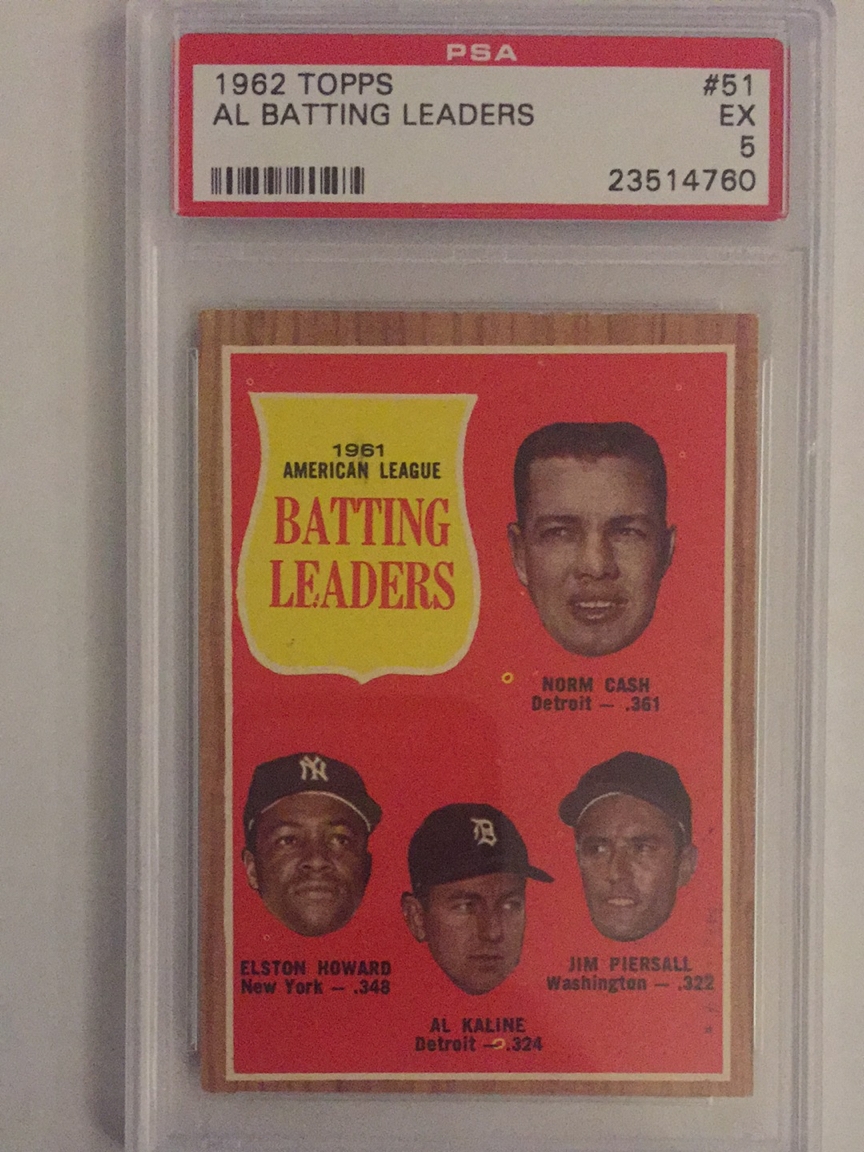 PSA
1962 TOPPS #51
AL BATTING LEADERS EX
5
23514760
1961
AMERICAN LEAGUE
BATTING
LEADERS
NORM CASH
Detroit — .361
NY
D
ELSTON HOWARD
New York — .348
JIM PIERSALL
Washington — .322
AL KALINE
Detroit — .324